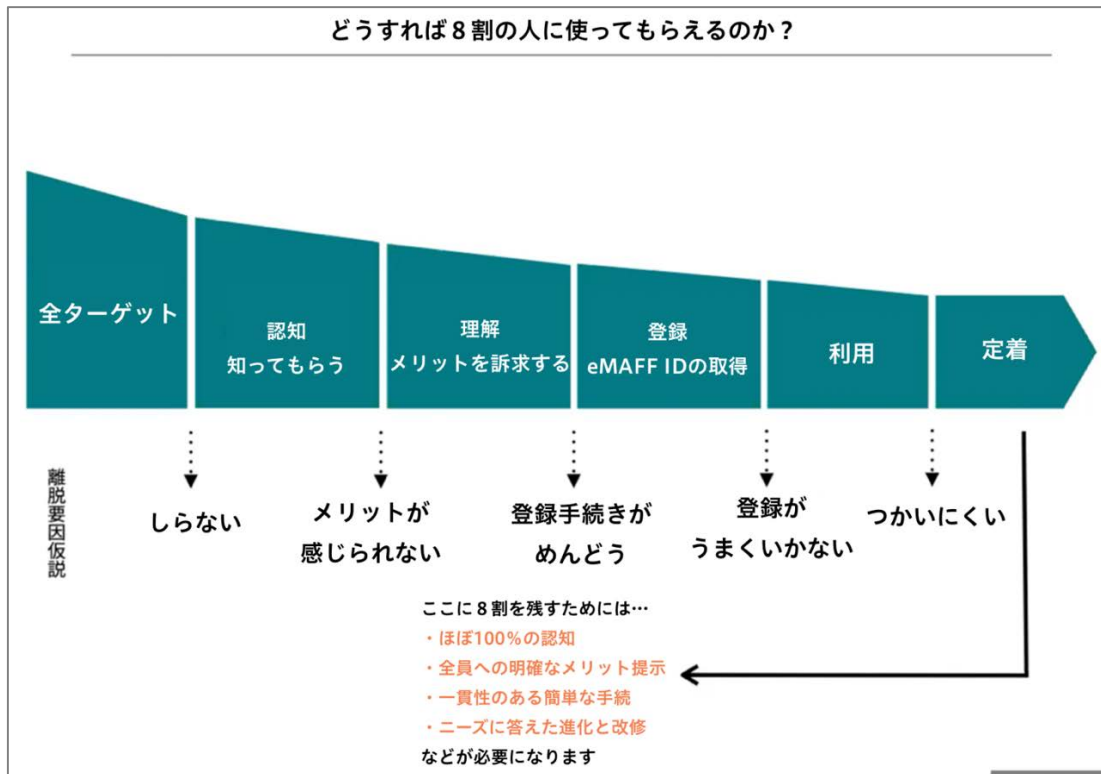 どうすれば８割の人に使ってもらえるのか？
全ターゲット
認知
知ってもらう
理解
メリットを訴求する
登録
eMAFF IDの取得
利用
定着
離脱要因仮説
しらない
メリットが
感じられない
登録手続きが
めんどう
登録が
うまくいかない
つかいにくい
ここに８割を残すためには…
・ほぼ100％の認知
・全員への明確なメリット提示
・一貫性のある簡単な手続
・ニーズに答えた進化と改修
などが必要になります